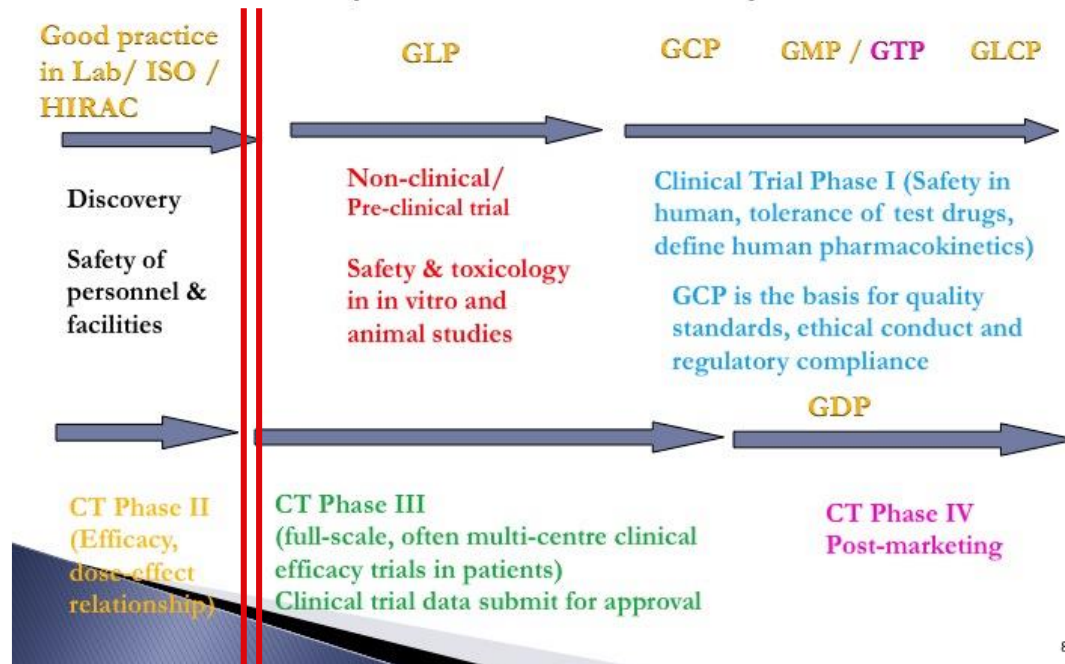 Good practice
in Lab/ ISO /
HIRAC
GLP
GCP
GMP / GTP
GLCP
Discovery
Safety of
personnel &
facilities
Non-clinical/
Pre-clinical trial
Safety & toxicology
in in vitro and
animal studies
Clinical Trial Phase I (Safety in
human, tolerance of test drugs,
define human pharmacokinetics)
GCP is the basis for quality
standards, ethical conduct and
regulatory compliance
GDP
CT Phase II
(Efficacy,
dose-effect
relationship)
CT Phase III
(full-scale, often multi-centre clinical
efficacy trials in patients)
Clinical trial data submit for approval
CT Phase IV
Post-marketing
8